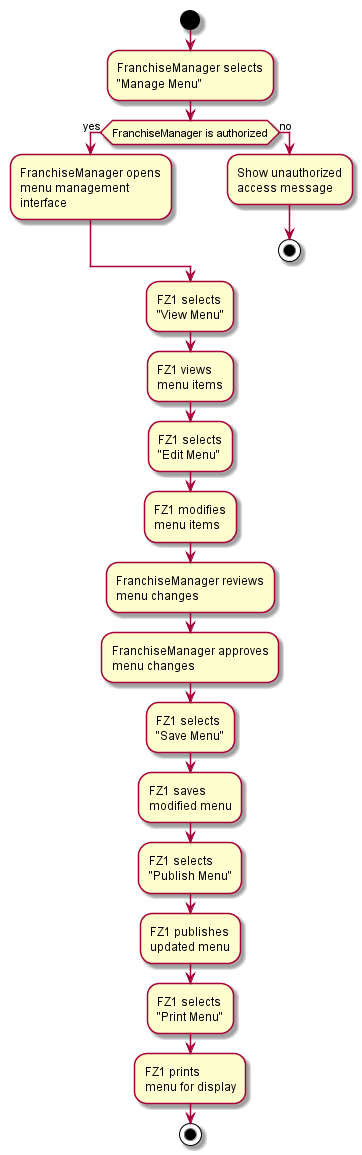 FranchiseManager selects
"Manage Menu"
yes
FranchiseManager is authorized
no
FranchiseManager opens
menu management
interface
Show unauthorized
access message
FZ1 selects
"View Menu"
FZ1 views
menu items
FZ1 selects
"Edit Menu"
FZ1 modifies
menu items
FranchiseManager reviews
menu changes
FranchiseManager approves
menu changes
FZ1 selects
"Save Menu"
FZ1 saves
modified menu
FZ1 selects
"Publish Menu"
FZ1 publishes
updated menu
FZ1 selects
"Print Menu"
FZ1 prints
menu for display